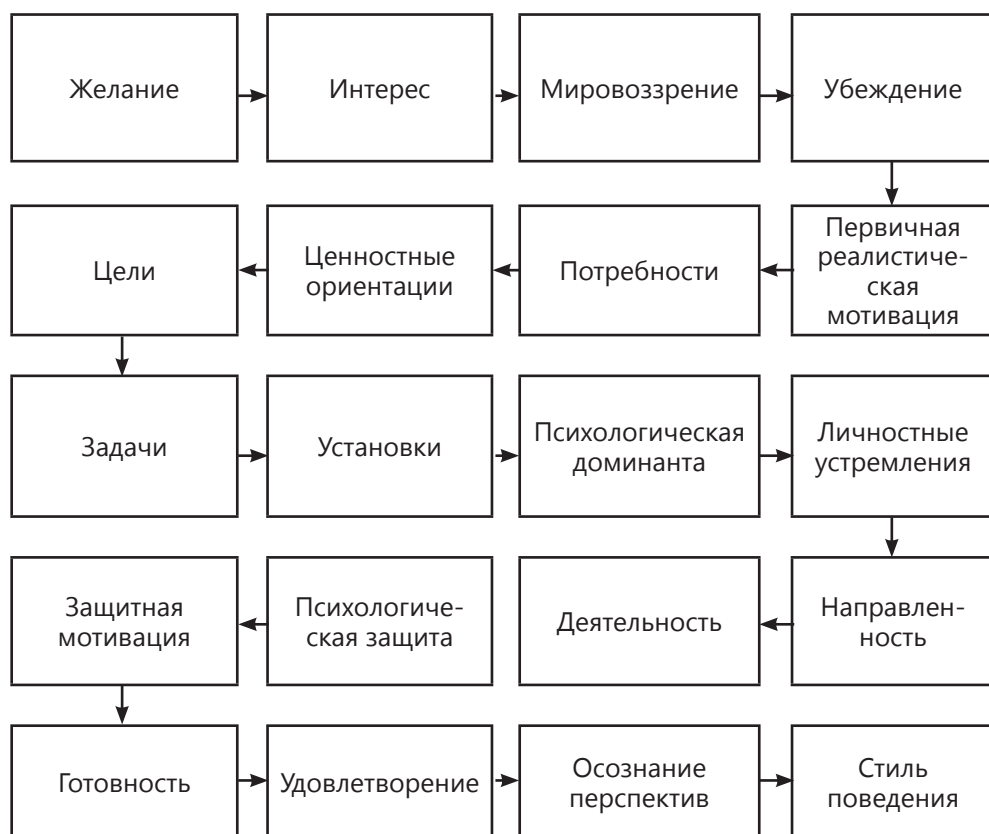 Желание
Интерес
Мировоззрение
Убеждение
Цели
Ценностные
ориентации
Потребности
Первичная
реалистиче-
ская
мотивация
Задачи
Установки
Психологическая
доминанта
Личностные
устремления
Защитная
мотивация
Психологиче-
ская защита
Деятельность
Направлен-
ность
Готовность
Удовлетворение
Осознание
перспектив
Стиль
поведения